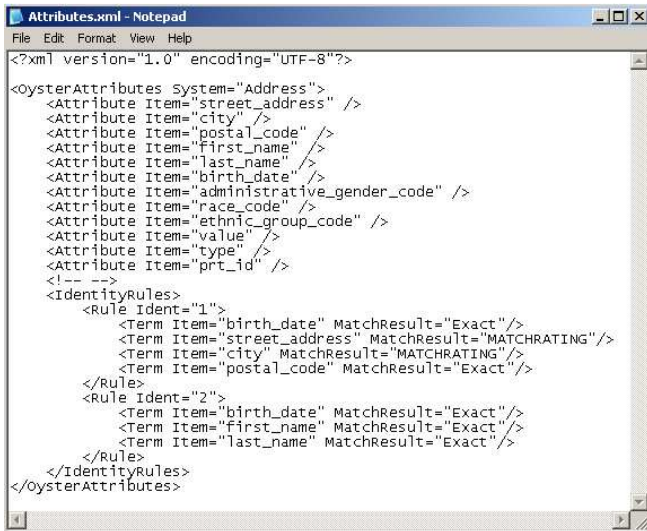 Attributes.xml - Notepad
File Edit Format View Help
<?xml version="1.0" encoding="UTF-8"?>
<OysterAttributes System="Address">
<Attribute Item="street_address" />
<Attribute Item="city" />
<Attribute Item="postal_code" />
<Attribute Item="first_name" />
<Attribute Item="last_name" />
<Attribute Item="birth_date" />
<Attribute Item="administrative_gender_code" />
<Attribute Item="race_code" />
<Attribute Item="ethnic_group_code" />
<Attribute Item="value" />
<Attribute Item="type" />
<Attribute Item="prt_id" />
<!-- -->
<IdentityRules>
<Rule Ident="1">
<Term Item="birth_date" MatchResult="Exact"/>
<Term Item="street_address" MatchResult="MATCHRATING"/>
<Term Item="city" MatchResult="MATCHRATING"/>
<Term Item="postal_code" MatchResult="Exact"/>
</Rule>
<Rule Ident="2">
<Term Item="birth_date" MatchResult="Exact"/>
<Term Item="first_name" MatchResult="Exact"/>
<Term Item="last_name" MatchResult="Exact"/>
</Rule>
</IdentityRules>
</OysterAttributes>